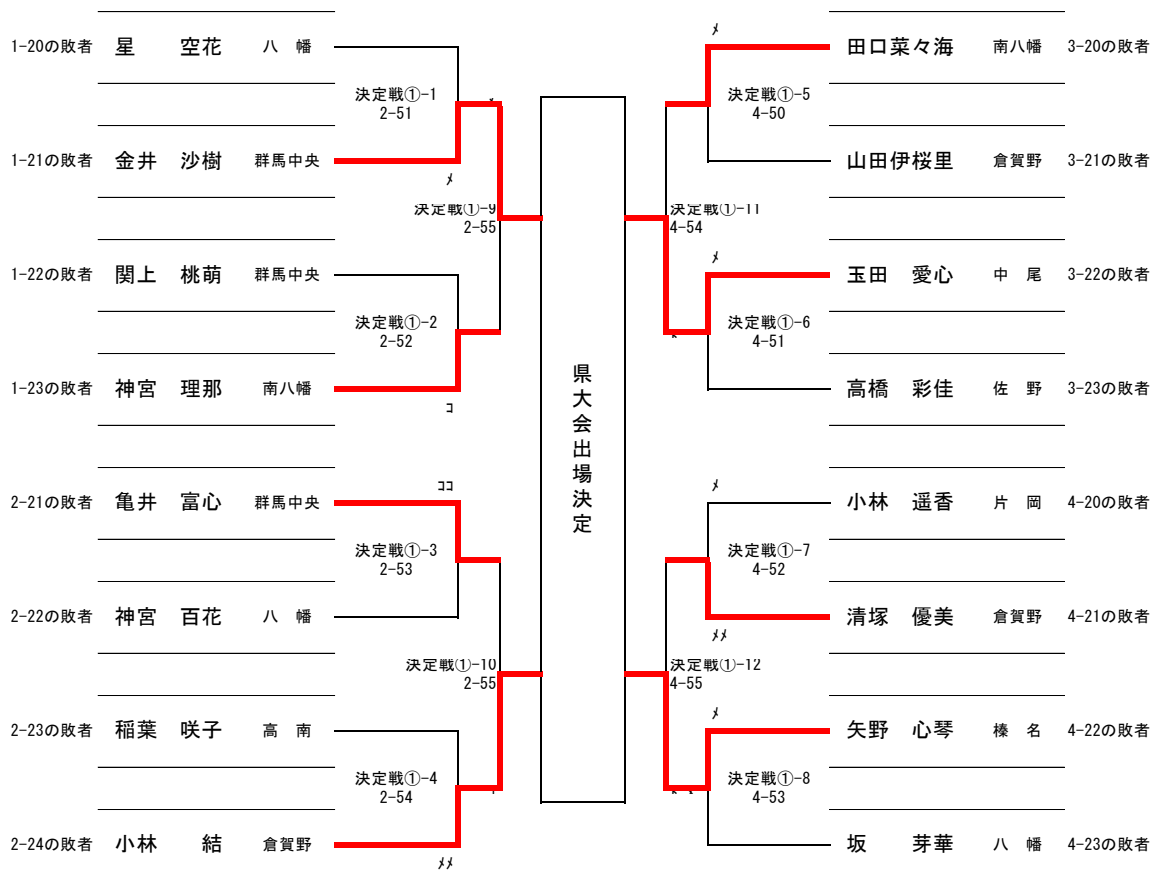 1-20の敗者 星 空花 八 幡
決定戦①-1
2-51
1-21の敗者 金井 沙樹 群馬中央
メ
決定戦①-9
2-55
1-22の敗者 関上 桃萌 群馬中央
決定戦①-2
2-52
1-23の敗者 神宮 理那 南八幡
コ
ココ
2-21の敗者 亀井 富心 群馬中央
決定戦①-3
2-53
2-22の敗者 神宮 百花 八 幡
決定戦①-10
2-55
2-23の敗者 稲葉 咲子 高 南
決定戦①-4
2-54
2-24の敗者 小林 結 倉賀野
メメ
県大会出場決定
メ
田口菜々海 南八幡 3-20の敗者
決定戦①-5
4-50
山田伊桜里 倉賀野 3-21の敗者
決定戦①-11
4-54
メ
玉田 愛心 中 尾 3-22の敗者
決定戦①-6
4-51
高橋 彩佳 佐 野 3-23の敗者
メ
小林 遥香 片 岡 4-20の敗者
決定戦①-7
4-52
清塚 優美 倉賀野 4-21の敗者
メメ
決定戦①-12
4-55
メ
矢野 心琴 榛 名 4-22の敗者
決定戦①-8
4-53
坂 芽華 八 幡 4-23の敗者